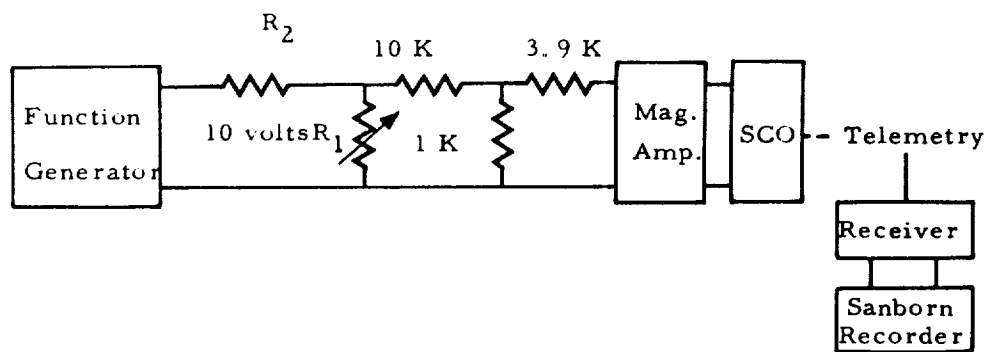 R2
10 K
3.9 K
Function
Generator
10 volts R1
1 K
Mag.
Amp.
SCO
Telemetry
Receiver
Sanborn
Recorder